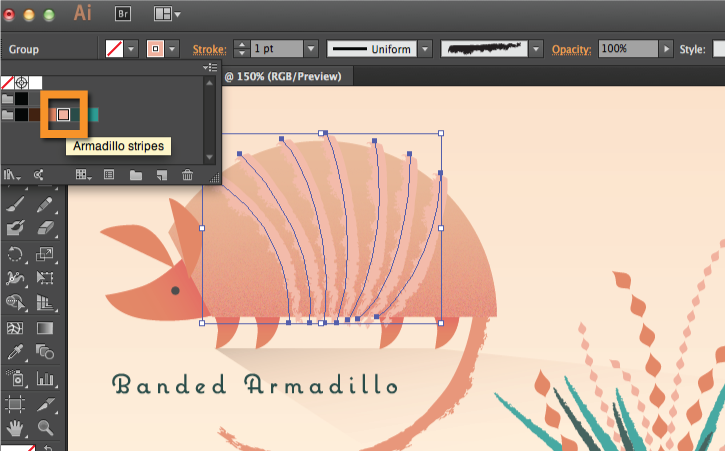 Ai Br
Group Stroke: 1 pt Uniform Opacity: 100% Style:
@ 150% (RGB/Preview)
Armadillo stripes
Banded Armadillo